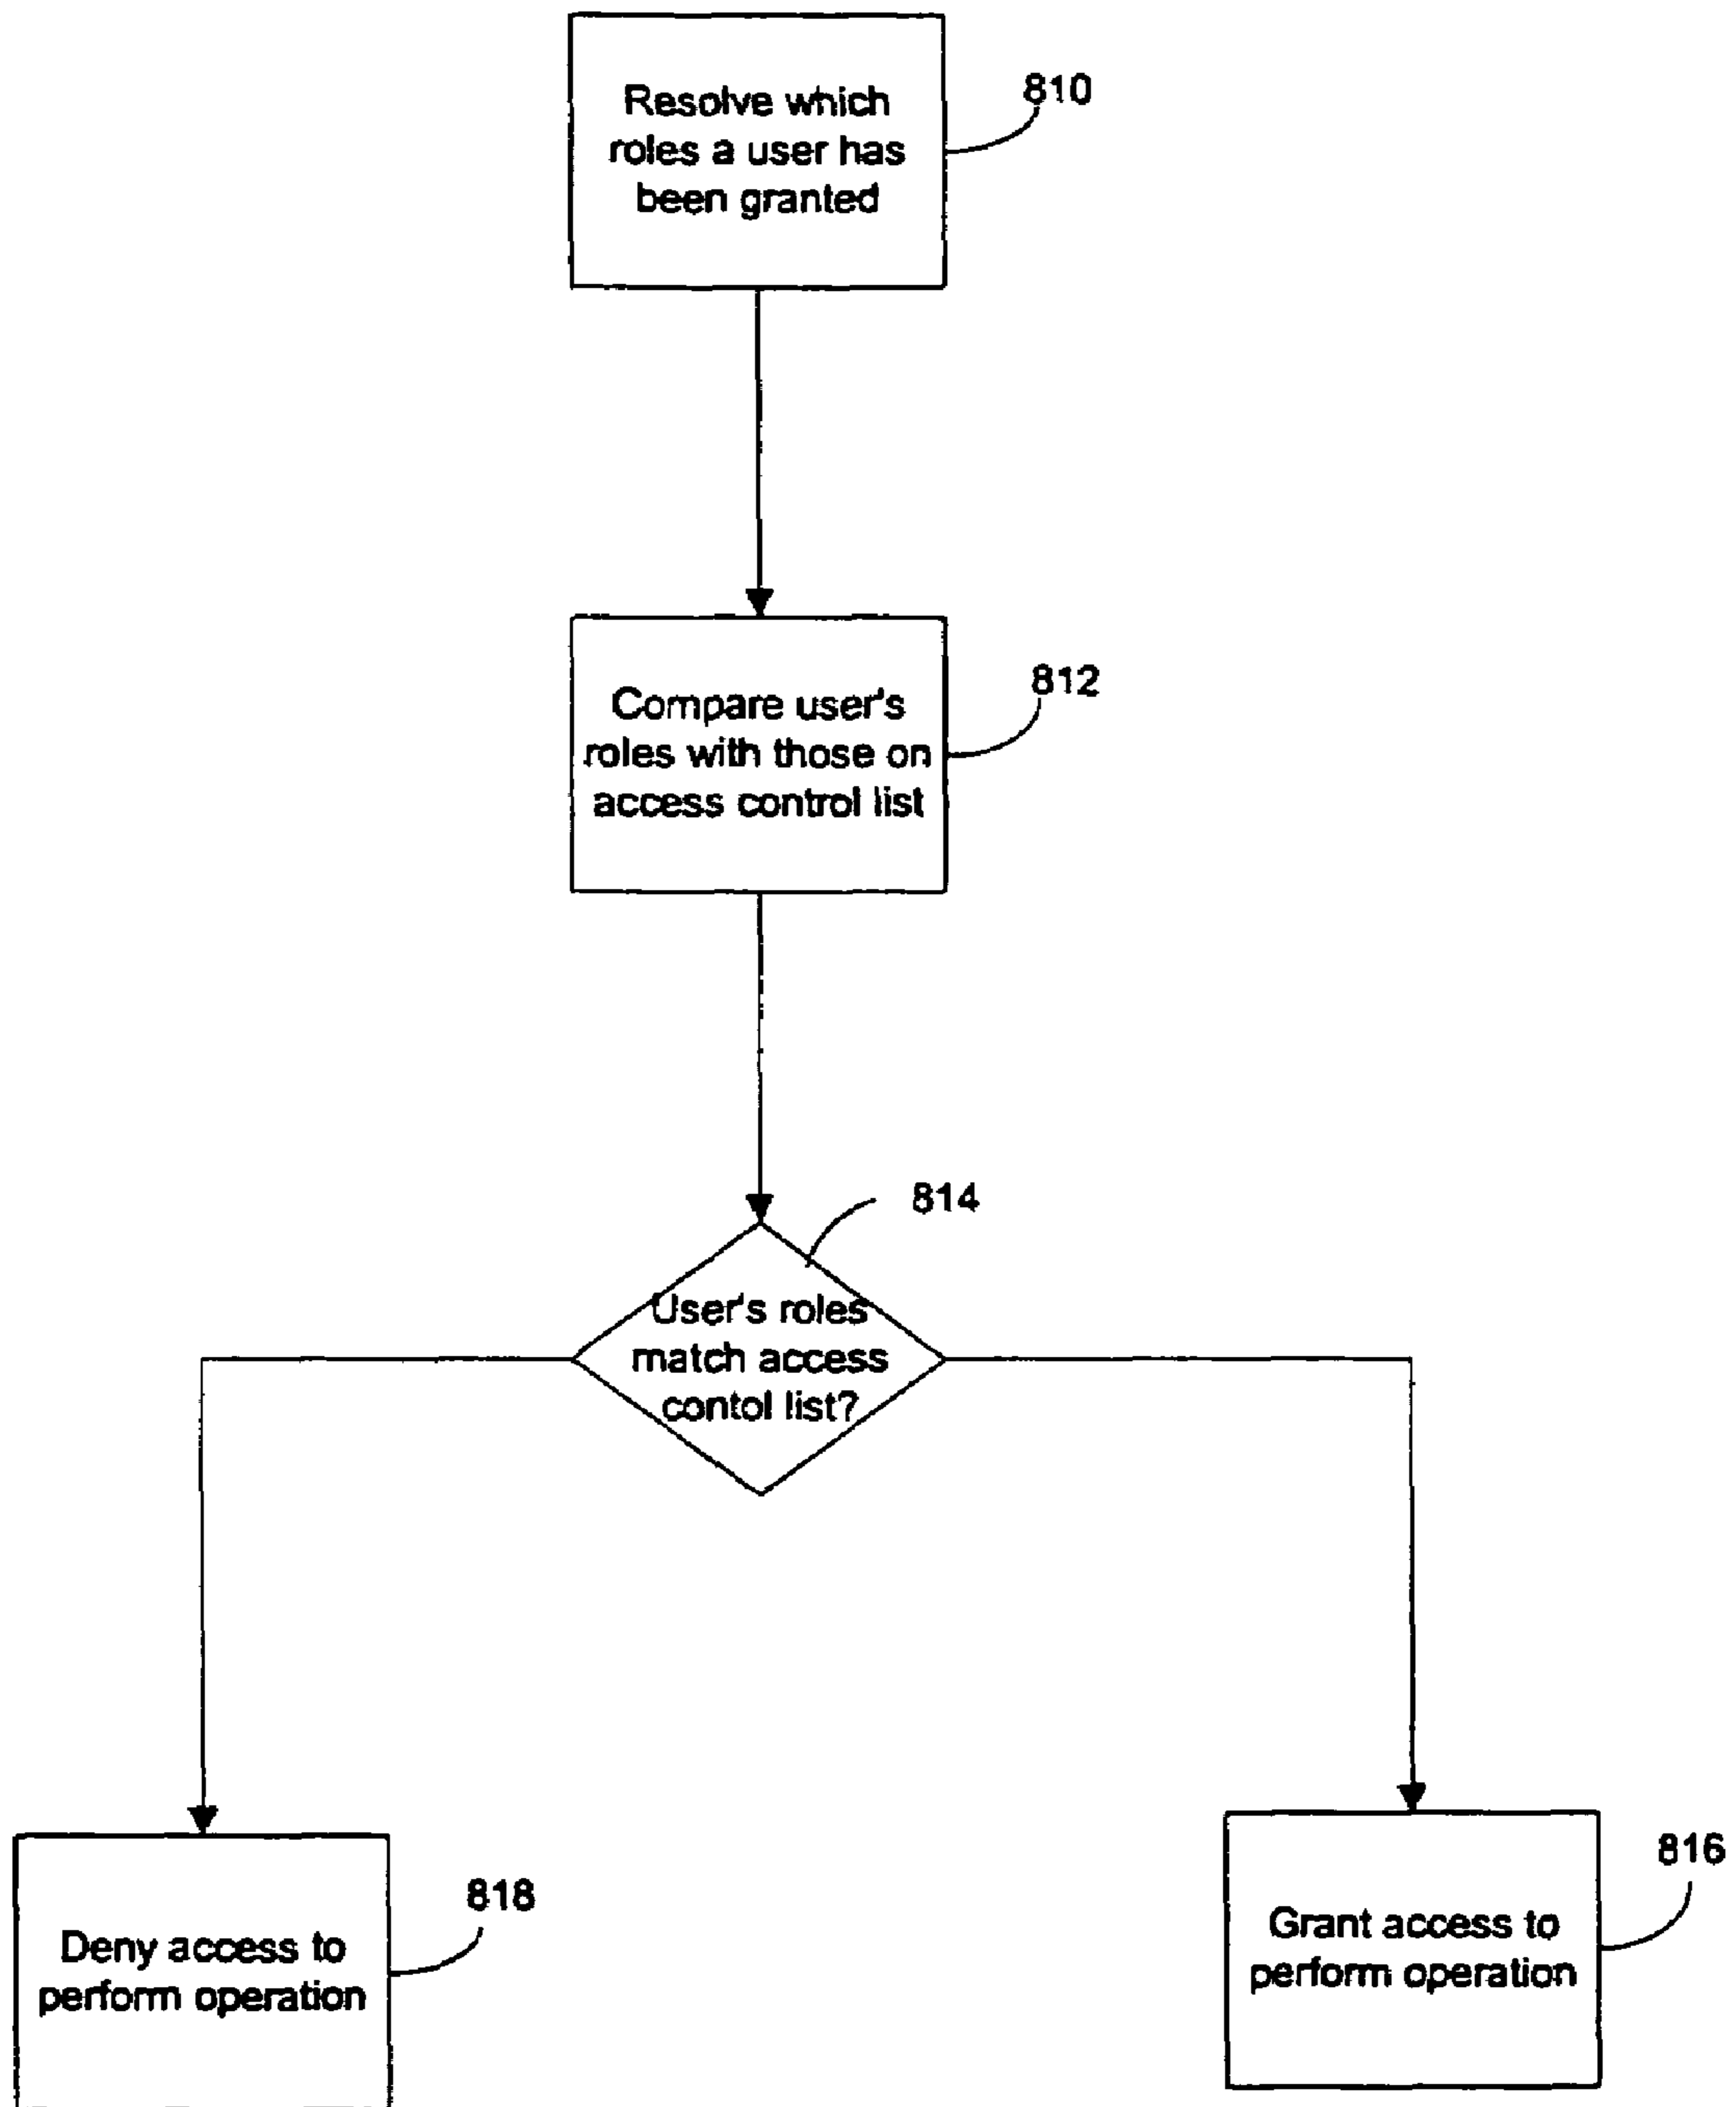 Resolve which
roles a user has
been granted
810
Compare user's
roles with those on
access control list
812
814
User's roles
match access
contol list?
818
Deny access to
perform operation
816
Grant access to
perform operation